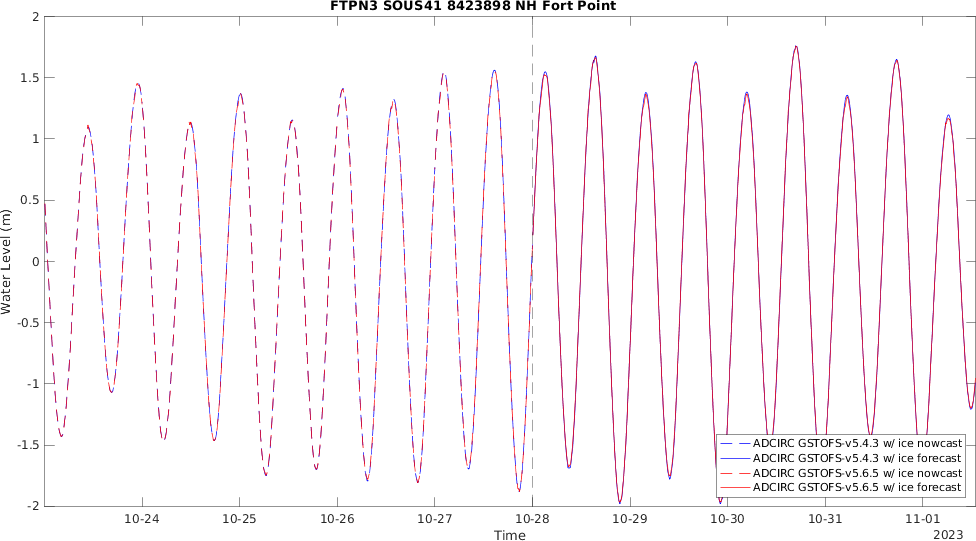 FTPN3 SOUS41 8423898 NH Fort Point
2
1.5
1
0.5
0
-0.5
-1
-1.5
-2
Water Level (m)
10-24 10-25 10-26 10-27 10-28 10-29 10-30 10-31 11-01
Time
2023
ADCIRC GSTOFS-v5.4.3 w/ ice nowcast
ADCIRC GSTOFS-v5.4.3 w/ ice forecast
ADCIRC GSTOFS-v5.6.5 w/ ice nowcast
ADCIRC GSTOFS-v5.6.5 w/ ice forecast